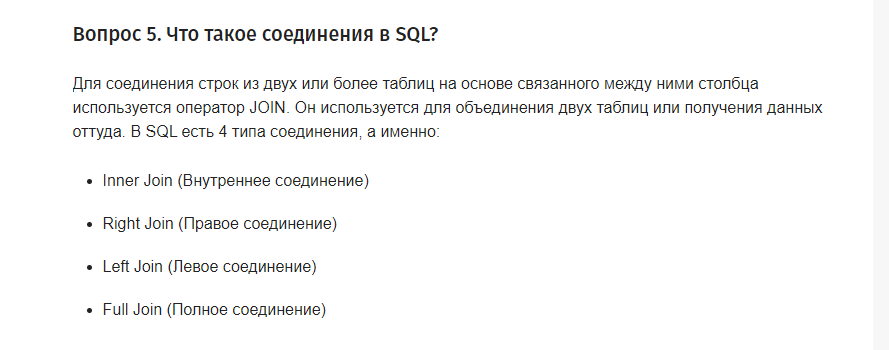 Вопрос 5. Что такое соединения в SQL?
Для соединения строк из двух или более таблиц на основе связанного между ними столбца
используется оператор JOIN. Он используется для объединения двух таблиц или получения данных
оттуда. В SQL есть 4 типа соединения, а именно:
• Inner Join (Внутреннее соединение)
• Right Join (Правое соединение)
• Left Join (Левое соединение)
• Full Join (Полное соединение)